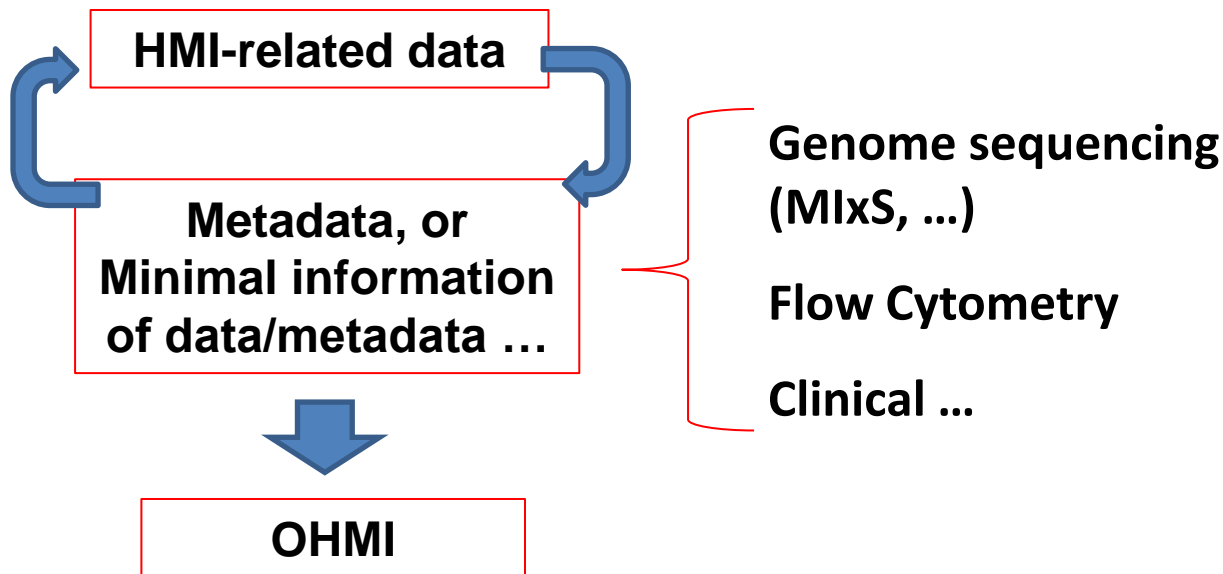 HMI-related data
Metadata, or
Minimal information
of data/metadata …
OHMI
Genome sequencing
(MIxS, …)
Flow Cytometry
Clinical …